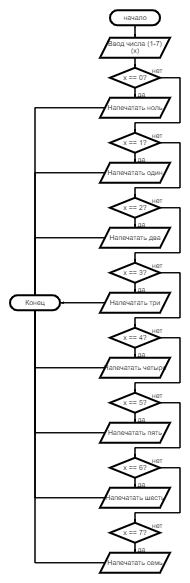 начало
Ввод числа (1-7)
(x)
x == 0?
нет
да
Напечатать ноль
x == 1?
нет
да
Напечатать один
x == 2?
нет
да
Напечатать два
x == 3?
нет
да
Конец
Напечатать три
x == 4?
нет
да
Напечатать четыре
x == 5?
нет
да
Напечатать пять
x == 6?
нет
да
Напечатать шесть
x == 7?
нет
да
Напечатать семь